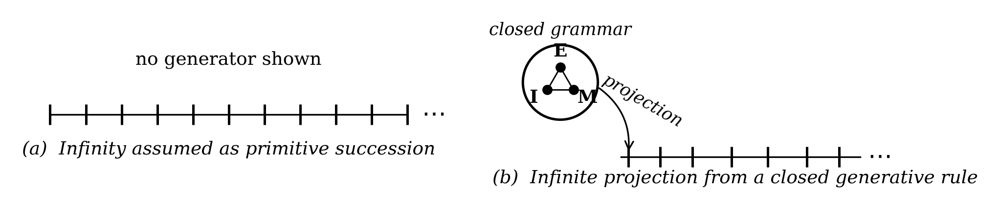 no generator shown
⋯
(a) Infinity assumed as primitive succession
closed grammar
E
I
M
projection
⋯
(b) Infinite projection from a closed generative rule